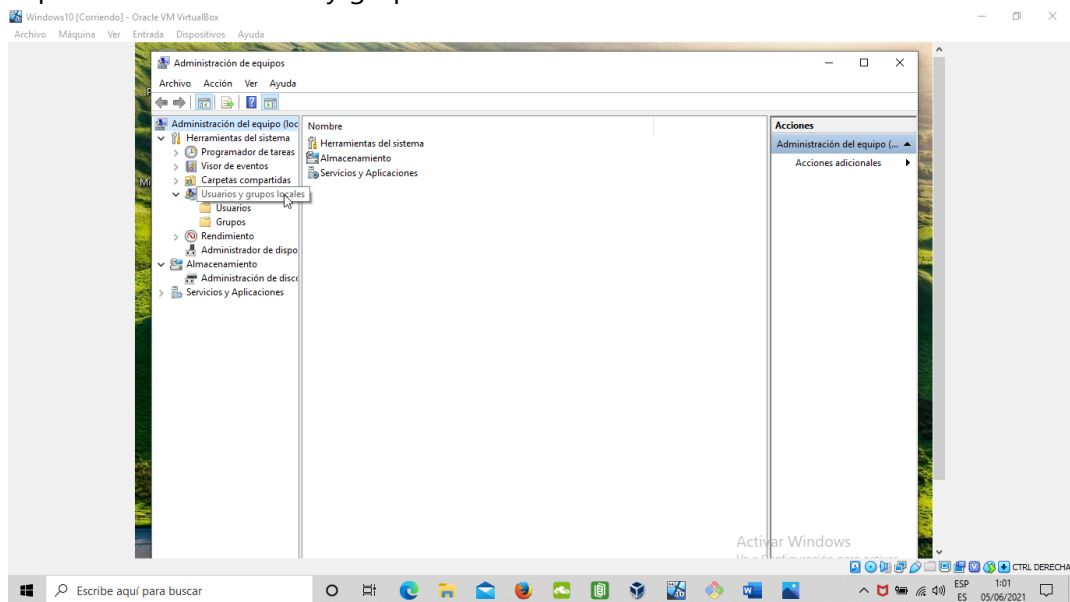 Windows10 [Corriendo] - Oracle VM VirtualBox
Archivo Máquina Ver Entrada Dispositivos Ayuda
Administración de equipos
Archivo Acción Ver Ayuda
Administración del equipo (loc
Herramientas del sistema
Programador de tareas
Visor de eventos
Carpetas compartidas
Usuarios y grupos locales
Usuarios
Grupos
Rendimiento
Administrador de dispo
Almacenamiento
Administración de disco
Servicios y Aplicaciones
Nombre
Herramientas del sistema
Almacenamiento
Servicios y Aplicaciones
Acciones
Administración del equipo (...
Acciones adicionales
Activar Windows
CTRL DERECHA
Escribe aquí para buscar
ESP
ES
1:01
05/06/2021